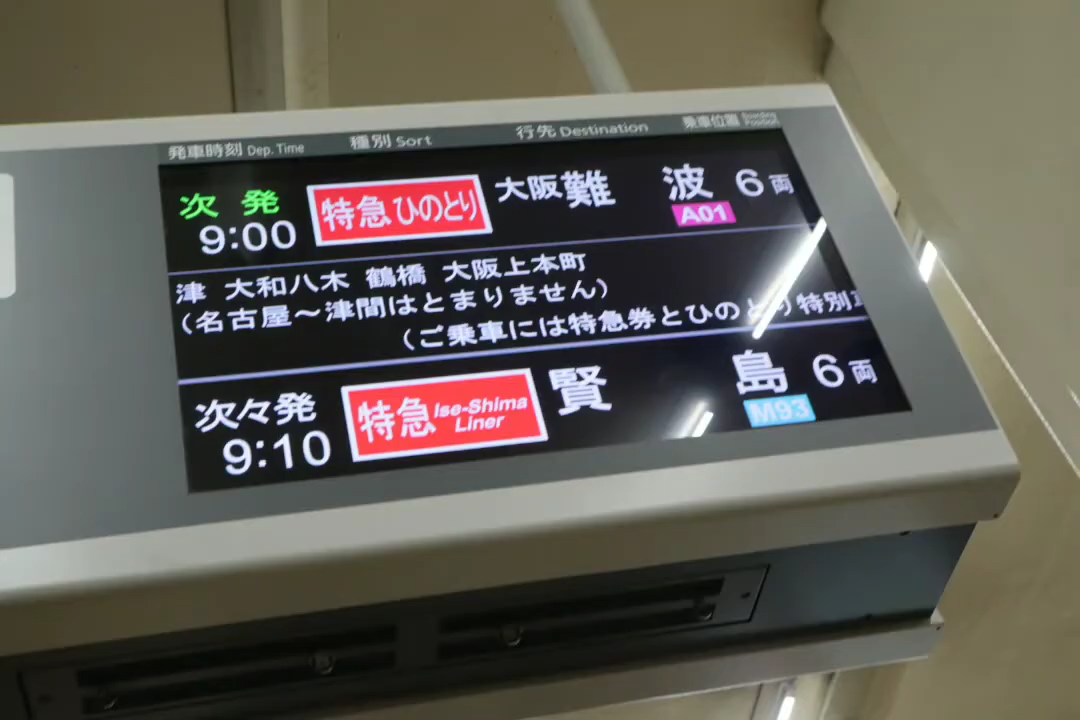 発車時刻 Dep. Time 種別 Sort 行先 Destination 乗車位置 Boarding Position
次発 特急 ひのとり 大阪難波 6両
9:00 A01
津 大和八木 鶴橋 大阪上本町
(名古屋～津間はとまりません)
(ご乗車には特急券とひのとり特別
次々発 特急 Ise-Shima Liner 賢島 6両
9:10 M93